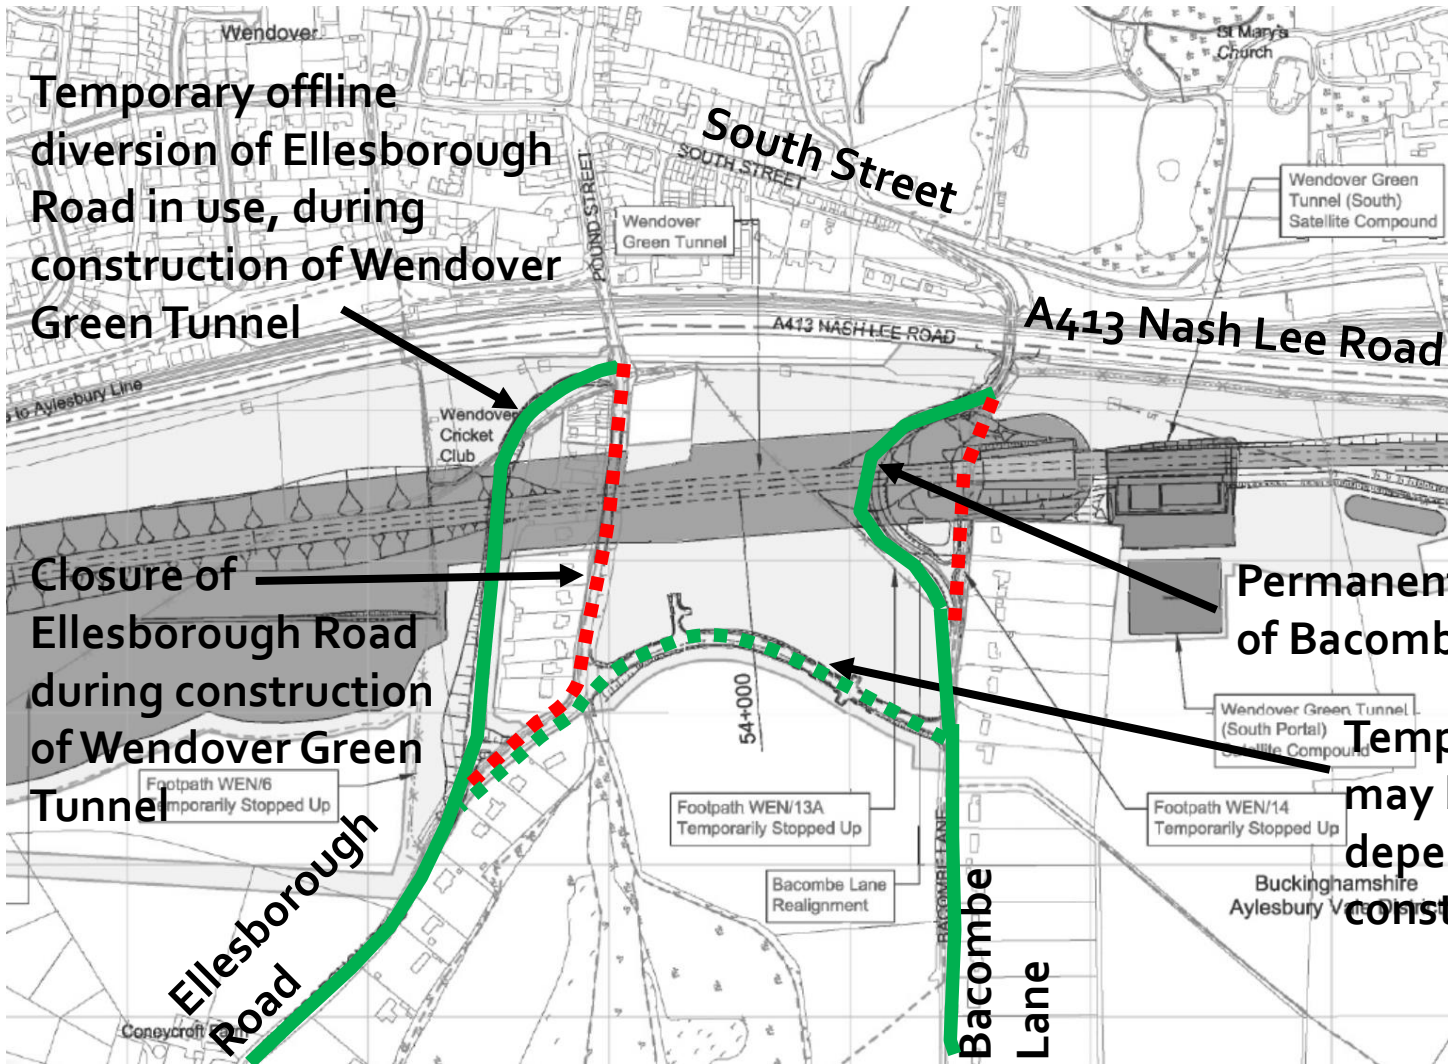 Wendover
St Mary's
Church
Temporary offline
diversion of Ellesborough
Road in use, during
construction of Wendover
Green Tunnel
South Street
SOUTH STREET
POUND STREET
Wendover
Green Tunnel
Wendover Green
Tunnel (South)
Satellite Compound
A413 NASH LEE ROAD
A413 Nash Lee Road
to Aylesbury Line
Wendover
Cricket
Club
Closure of
Ellesborough Road
during construction
of Wendover Green
Tunnel
Permanen
of Bacomb
54+000
Wendover Green Tunnel
(South Portal)
Satellite Compound
Temp
may
depe
const
Footpath WEN/6
Temporarily Stopped Up
Footpath WEN/13A
Temporarily Stopped Up
Footpath WEN/14
Temporarily Stopped Up
Bacombe Lane
Realignment
Buckinghamshire
Aylesbury Vale District
BACOMBE LANE
Bacombe
Lane
Ellesborough
Road
Coneycroft